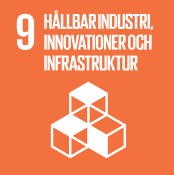 9 HÅLLBAR INDUSTRI,
INNOVATIONER OCH
INFRASTRUKTUR